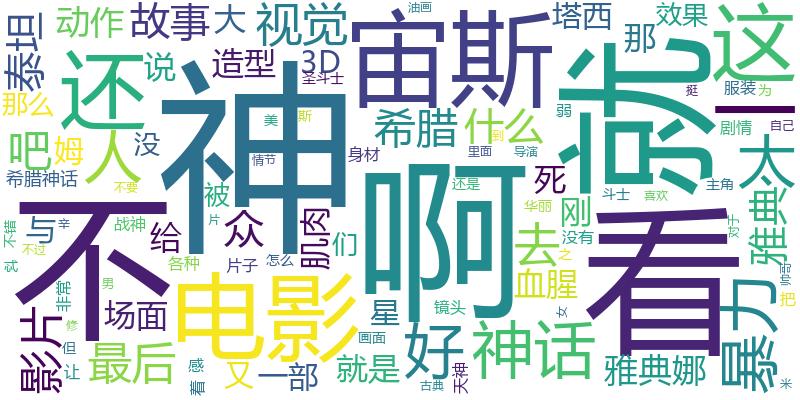 油画
泰坦
动作
故事
大
视觉
宙斯
塔西
效果
就
这
还
说
造型
3D
圣斗士
神
那
挺
服装
为
一
那么
美
斯
希腊
什么
弱
到
剧情
自己
吧
姆
人
没
情节
身材
里面
导演
太
希腊神话
不要
被
肌肉
啊
还是
死
斗士
主角
喜欢
雅典
不
不错
与
辛
战神
给
众
片
们
刚
华丽
没有
看
对于
找
不过
各种
片子
怎么
去
之
帅哥
影片
非常
男
场面
电影
星
镜头
血腥
女
暴力
把
修
但
让
最后
感
着
又
一部
画面
就是
好
古典
天神
神话
雅典娜
米